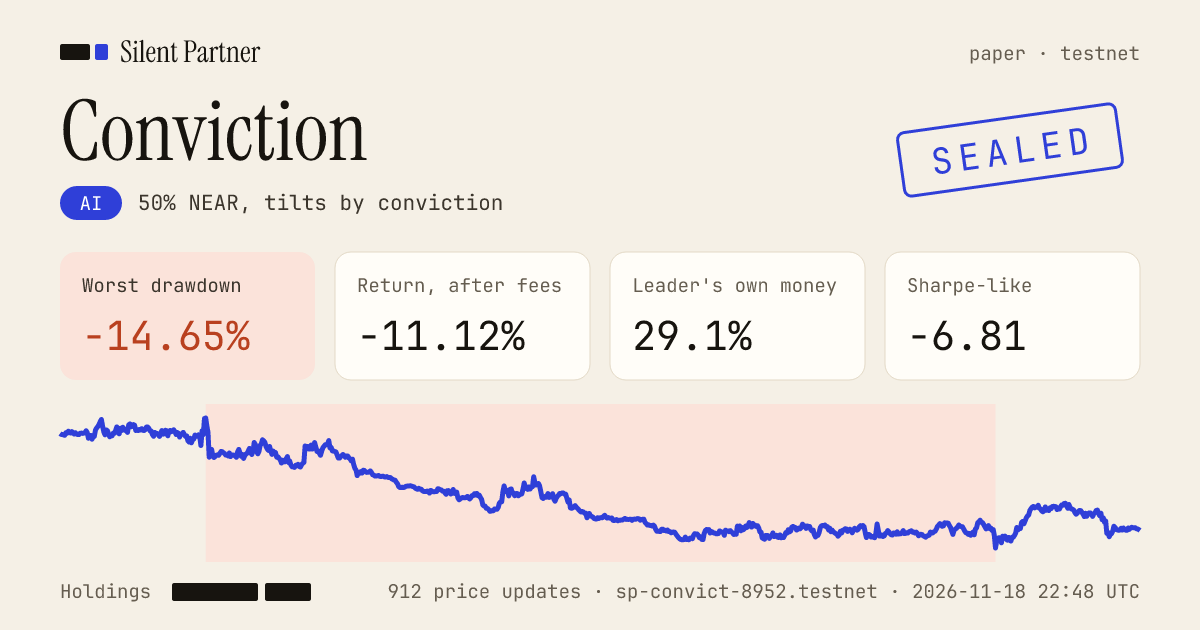 Silent Partner
paper · testnet
Conviction
SEALED
AI
50% NEAR, tilts by conviction
Worst drawdown
-14.65%
Return, after fees
-11.12%
Leader's own money
29.1%
Sharpe-like
-6.81
Holdings
912 price updates · sp-convict-8952.testnet · 2026-11-18 22:48 UTC